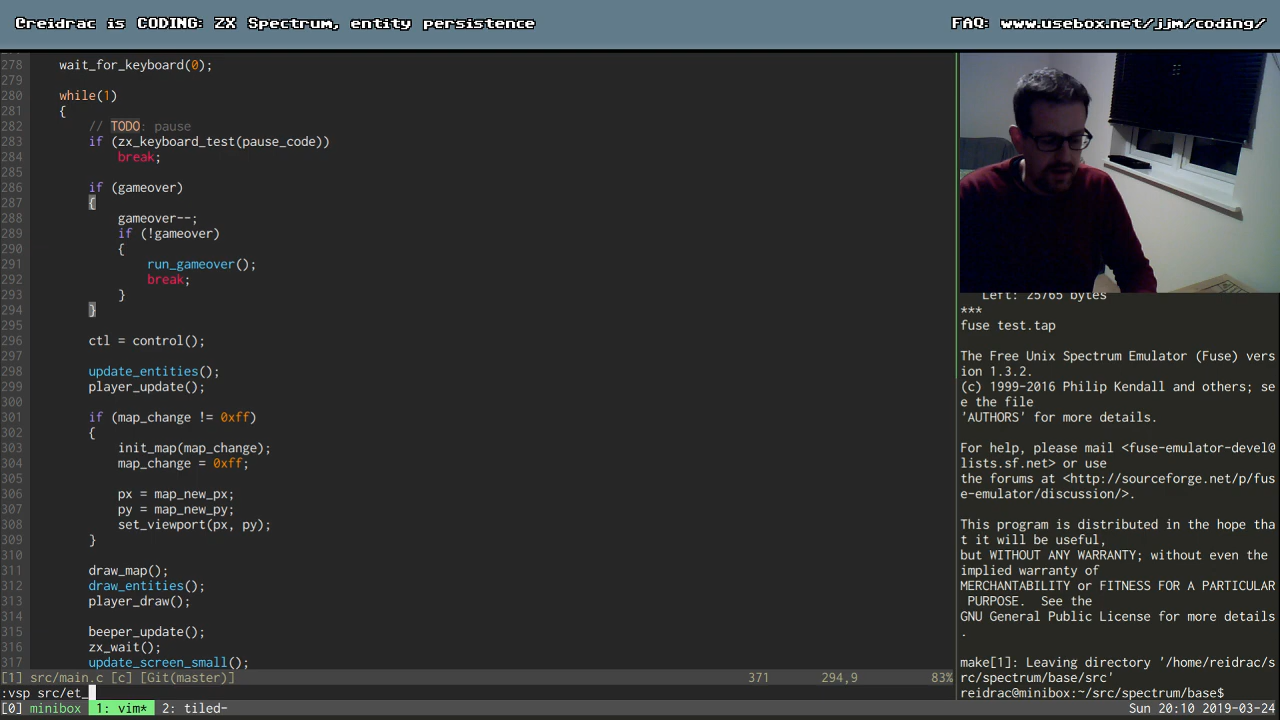 Creidrac is CODING: ZX Spectrum, entity persistence
FAQ: www.usebox.net/jjm/coding/
278 wait_for_keyboard(0);
279
280 while(1)
281 {
282 // TODO: pause
283 if (zx_keyboard_test(pause_code))
284 break;
285
286 if (gameover)
287 {
288 gameover--;
289 if (!gameover)
290 {
291 run_gameover();
292 break;
293 }
294 }
295
296 ctl = control();
297
298 update_entities();
299 player_update();
300
301 if (map_change != 0xff)
302 {
303 init_map(map_change);
304 map_change = 0xff;
305
306 px = map_new_px;
307 py = map_new_py;
308 set_viewport(px, py);
309 }
310
311 draw_map();
312 draw_entities();
313 player_draw();
314
315 beeper_update();
316 zx_wait();
317 update_screen_small();
[1] src/main.c [c] [Git(master)] 371 294,9 83%
:vsp src/et_
Left: 25765 bytes
***
fuse test.tap
The Free Unix Spectrum Emulator (Fuse) vers
ion 1.3.2.
(c) 1999-2016 Philip Kendall and others; se
e the file
'AUTHORS' for more details.
For help, please mail <fuse-emulator-devel@
lists.sf.net> or use
the forums at <http://sourceforge.net/p/fus
e-emulator/discussion/>.
This program is distributed in the hope tha
t it will be useful,
but WITHOUT ANY WARRANTY; without even the
implied warranty of
MERCHANTABILITY or FITNESS FOR A PARTICULAR
PURPOSE. See the
GNU General Public License for more details
.
make[1]: Leaving directory '/home/reidrac/s
rc/spectrum/base/src'
reidrac@minibox:~/src/spectrum/base$
[0] minibox 1: vim* 2: tiled- Sun 20:10 2019-03-24